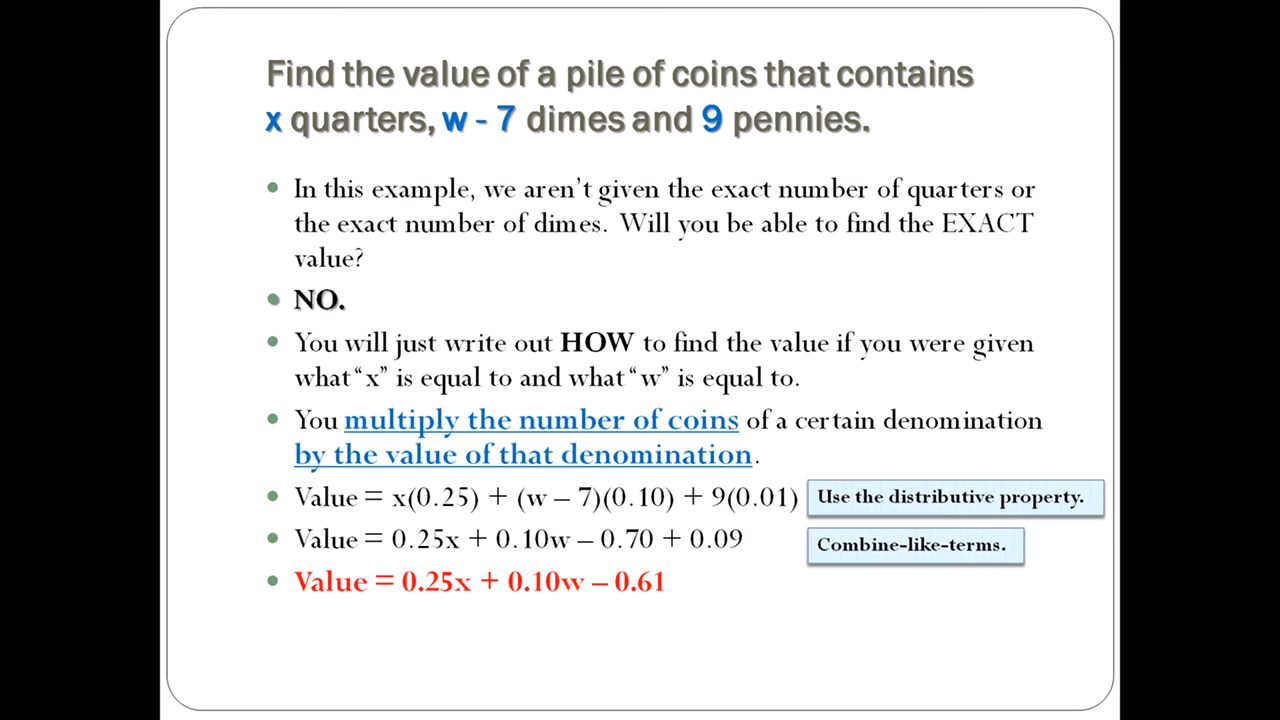 Find the value of a pile of coins that contains
x quarters, w - 7 dimes and 9 pennies.
• In this example, we aren't given the exact number of quarters or
the exact number of dimes. Will you be able to find the EXACT
value?
• NO.
• You will just write out HOW to find the value if you were given
what “x” is equal to and what “w” is equal to.
• You multiply the number of coins of a certain denomination
by the value of that denomination.
• Value = x(0.25) + (w – 7)(0.10) + 9(0.01)
Use the distributive property.
• Value = 0.25x + 0.10w – 0.70 + 0.09
Combine-like-terms.
• Value = 0.25x + 0.10w – 0.61